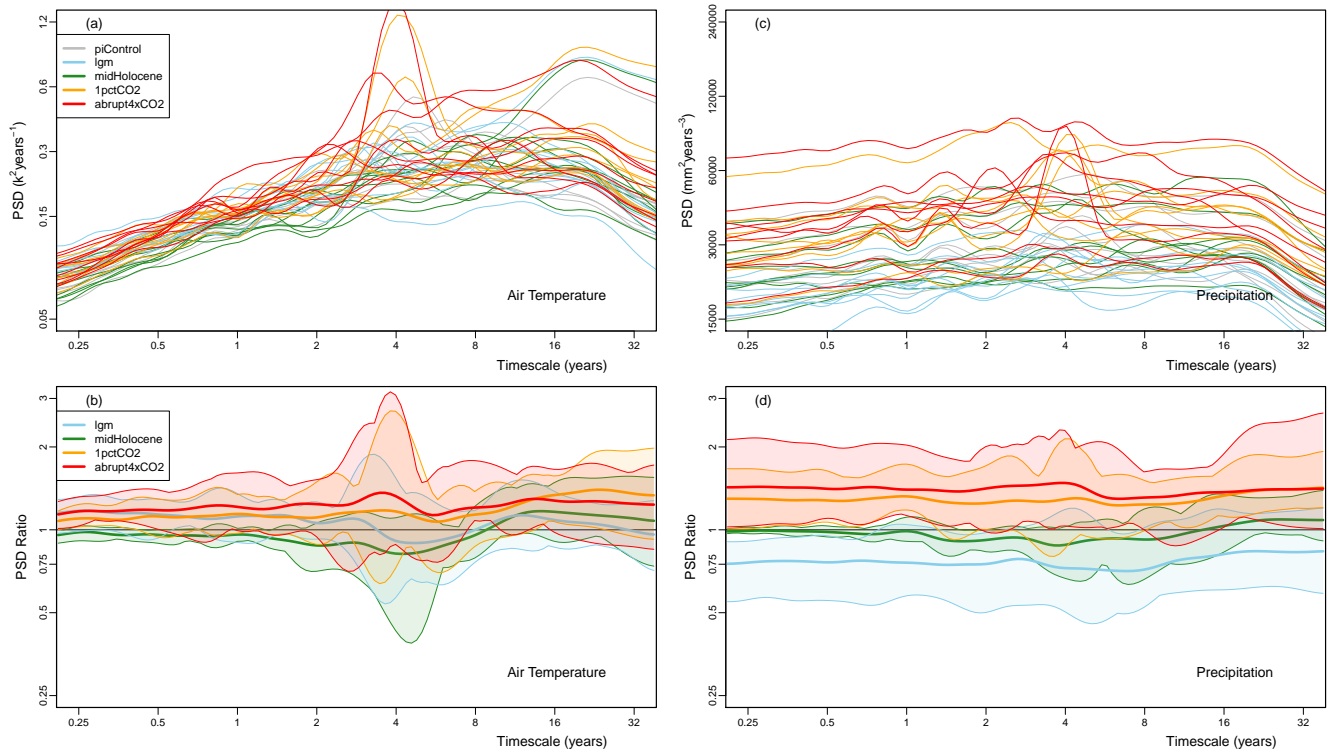 (a)
piControl
lgm
midHolocene
1pctCO2
abrupt4xCO2
1.2
0.6
0.3
0.15
0.05
PSD (k² years⁻¹)
Air Temperature
0.25 0.5 1 2 4 8 16 32
Timescale (years)
(c)
240000
120000
60000
30000
15000
PSD (mm² years⁻³)
Precipitation
0.25 0.5 1 2 4 8 16 32
Timescale (years)
(b)
lgm
midHolocene
1pctCO2
abrupt4xCO2
3
2
1
0.75
0.5
0.25
PSD Ratio
Air Temperature
0.25 0.5 1 2 4 8 16 32
Timescale (years)
(d)
3
2
1
0.75
0.5
0.25
PSD Ratio
Precipitation
0.25 0.5 1 2 4 8 16 32
Timescale (years)